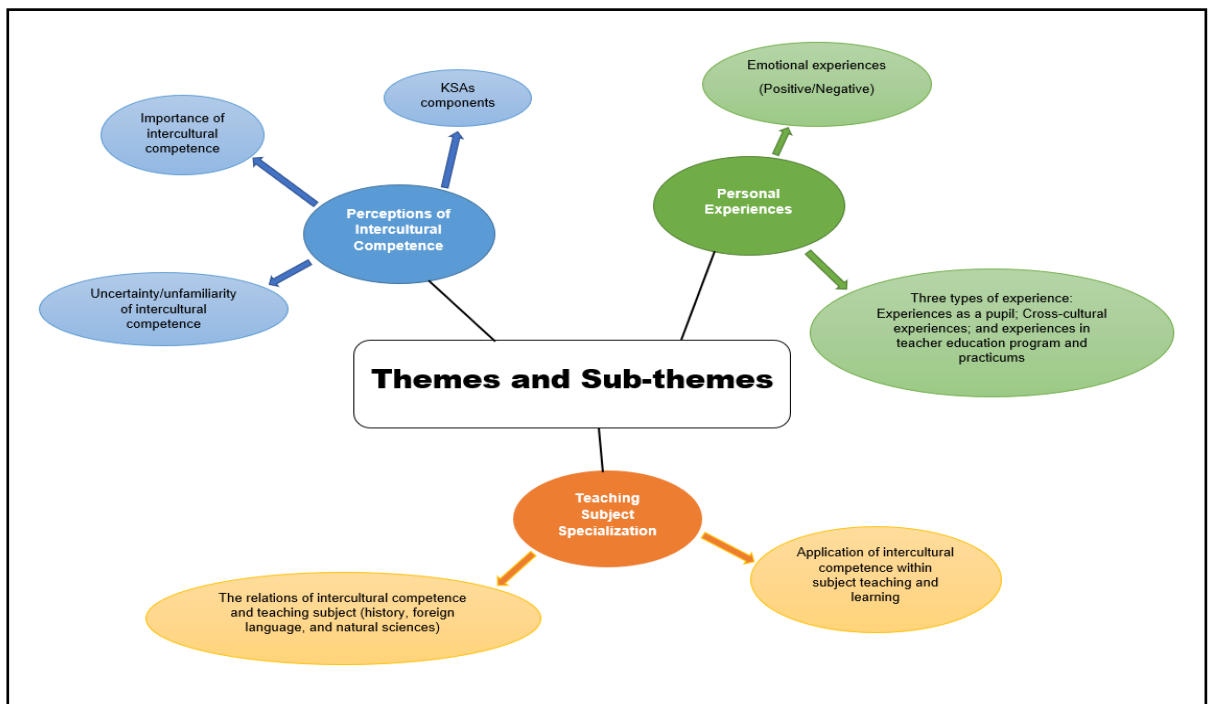 Emotional experiences
(Positive/Negative)
KSAs
components
Importance of
intercultural
competence
Personal
Experiences
Perceptions of
Intercultural
Competence
Uncertainty/unfamiliarity
of intercultural
competence
Three types of experience:
Experiences as a pupil; Cross-cultural
experiences; and experiences in
teacher education program and
practicums
Themes and Sub-themes
Teaching
Subject
Specialization
Application of intercultural
competence within
subject teaching and
learning
The relations of intercultural competence
and teaching subject (history, foreign
language, and natural sciences)